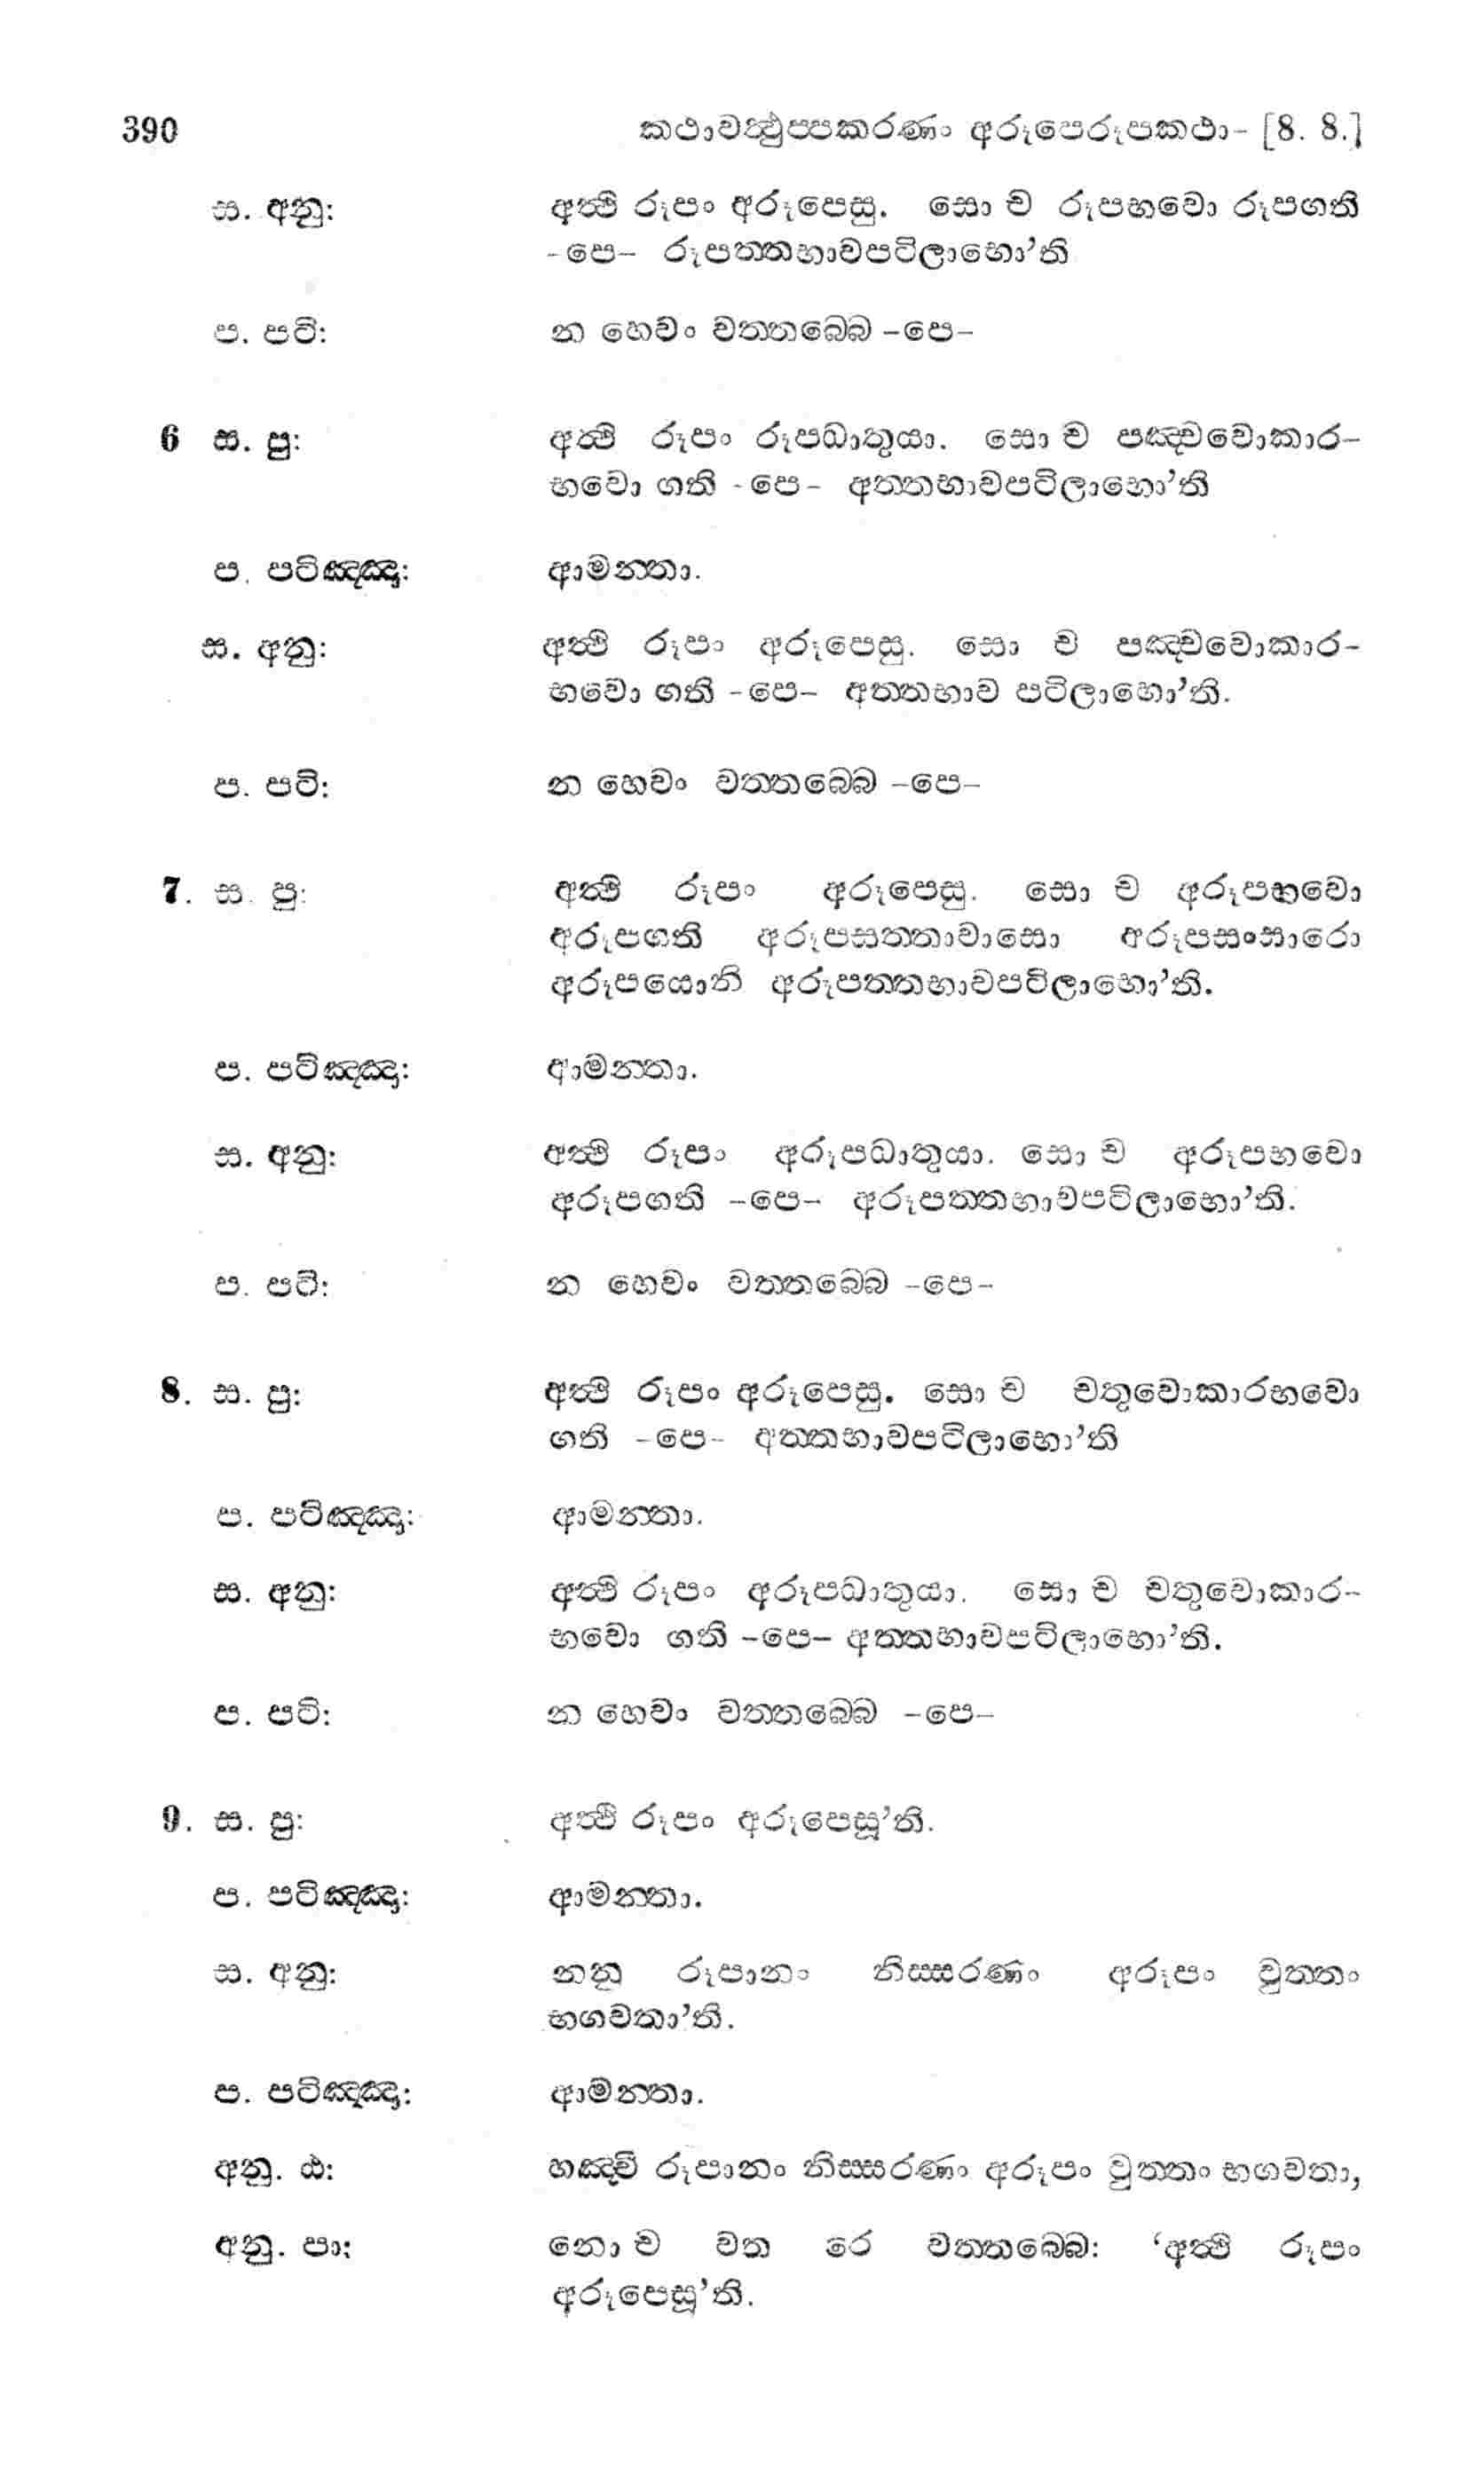 390 කථාවත්‍ථුප්පකරණං අරූපෙරූපකථා- [8. 8.]
ස. අනු: අත්‍ථි රූපං අරූපෙසු. සො ච රූපභවො රූපගති
-පෙ- රූපත්තභාවපටිලාභො’ති
ප. පටි: න හෙවං වත්තබ්බෙ -පෙ-
6 ස. පු: අත්‍ථි රූපං රූපධාතුයා. සො ච පඤ්චවොකාර-
භවො ගති -පෙ- අත්තභාවපටිලාභො’ති
ප. පටිඤ්ඤා: ආමන්තා.
ස. අනු: අත්‍ථි රූපං අරූපෙසු. සො ච පඤ්චවොකාර-
භවො ගති -පෙ- අත්තභාව පටිලාභො’ති.
ප. පටි: න හෙවං වත්තබ්බෙ -පෙ-
7. ස. පු: අත්‍ථි රූපං අරූපෙසු. සො ච අරූපභවො
අරූපගති අරූපසත්තාවාසො අරූපසංසාරො
අරූපයොනි අරූපත්තභාවපටිලාභො’ති.
ප. පටිඤ්ඤා: ආමන්තා.
ස. අනු: අත්‍ථි රූපං අරූපධාතුයා. සො ච අරූපභවො
අරූපගති -පෙ- අරූපත්තභාවපටිලාභො’ති.
ප. පටි: න හෙවං වත්තබ්බෙ -පෙ-
8. ස. පු: අත්‍ථි රූපං අරූපෙසු. සො ච චතුවොකාරභවො
ගති -පෙ- අත්තභාවපටිලාභො’ති
ප. පටිඤ්ඤා: ආමන්තා.
ස. අනු: අත්‍ථි රූපං අරූපධාතුයා. සො ච චතුවොකාර-
භවො ගති -පෙ- අත්තභාවපටිලාභො’ති.
ප. පටි: න හෙවං වත්තබ්බෙ -පෙ-
9. ස. පු: අත්‍ථි රූපං අරූපෙසූ’ති.
ප. පටිඤ්ඤා: ආමන්තා.
ස. අනු: නනු රූපානං නිස්සරණං අරූපං වුත්තං
භගවතා’ති.
ප. පටිඤ්ඤා: ආමන්තා.
අනු. ඨ: හඤ්චි රූපානං නිස්සරණං අරූපං වුත්තං භගවතා,
අනු. පා: නො ච වත රෙ වත්තබ්බෙ: ‘අත්‍ථි රූපං
අරූපෙසූ’ති.